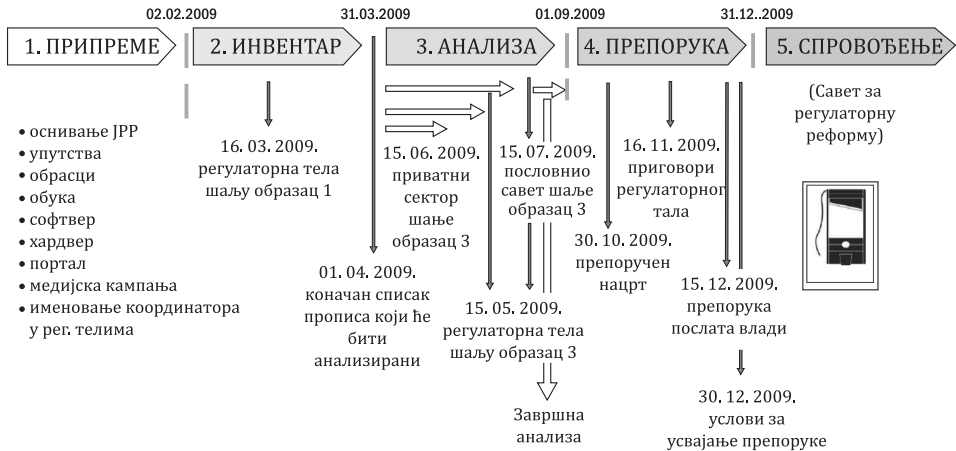 02.02.2009
31.03.2009
01.09.2009
31.12.2009
1. ПРИПРЕМЕ
2. ИНВЕНТАР
3. АНАЛИЗА
4. ПРЕПОРУКА
5. СПРОВОЂЕЊЕ
• оснивање ЈРР
• упутства
• обрасци
• обука
• софтвер
• хардвер
• портал
• медијска кампања
• именовање координатора
у рег. телима
16. 03. 2009.
регулаторна тела
шаљу образац 1
01. 04. 2009.
коначан списак
прописа који ће
бити
анализирани
15. 06. 2009.
приватни
сектор
шање
образац 3
15. 07. 2009.
пословнио
савет шаље
образац 3
15. 05. 2009.
регулаторна тела
шаљу образац 3
Завршна
анализа
30. 10. 2009.
препоручен
нацрт
16. 11. 2009.
приговори
регулаторног
тала
15. 12. 2009.
препорука
послата влади
30. 12. 2009.
услови за
усвајање препоруке
(Савет за
регулаторну
реформу)